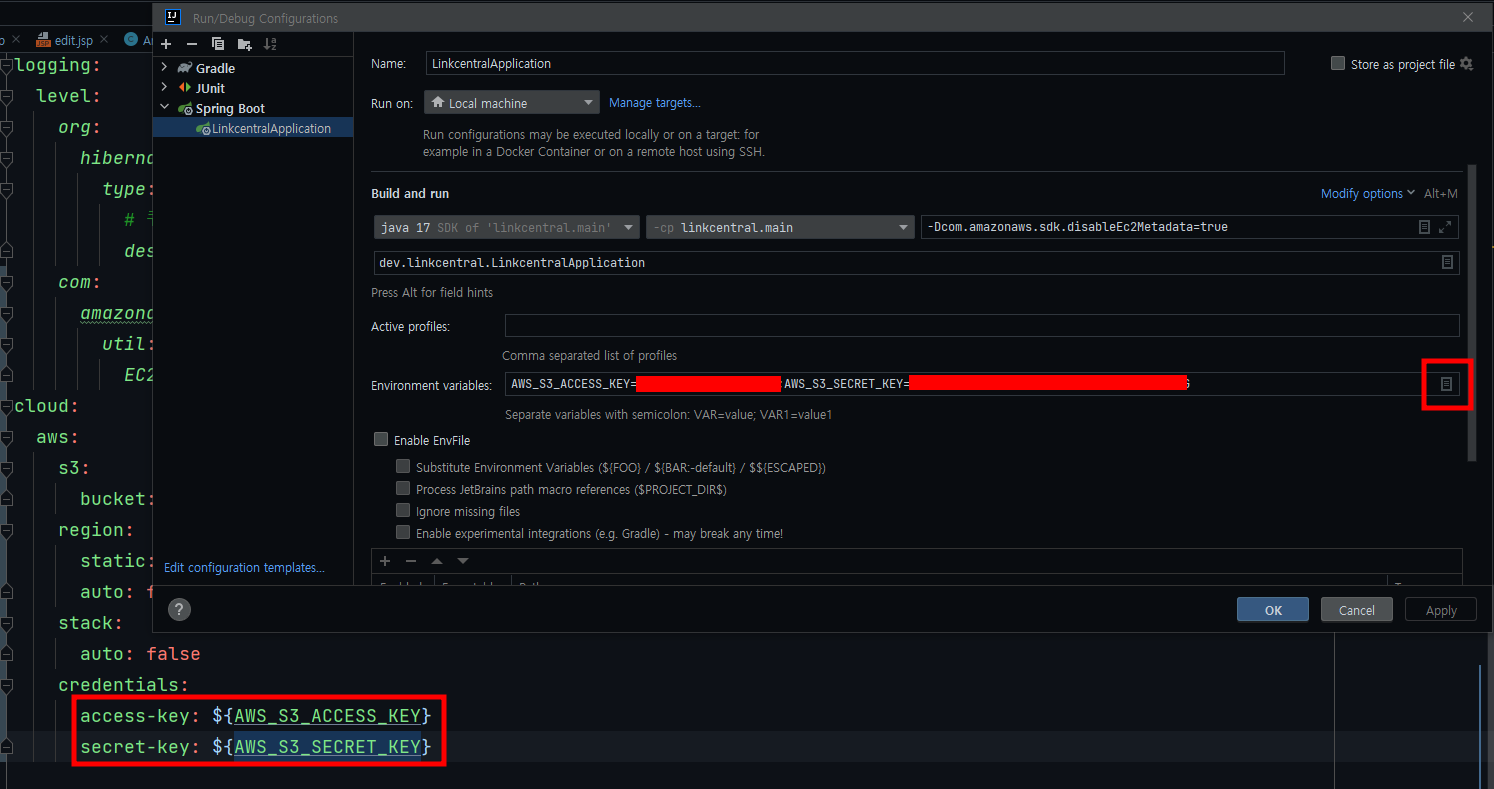 Run/Debug Configurations
edit.jsp
Gradle
JUnit
Spring Boot
LinkcentralApplication
Edit configuration templates...
Name:
LinkcentralApplication
Store as project file
Run on:
Local machine
Manage targets...
Run configurations may be executed locally or on a target: for
example in a Docker Container or on a remote host using SSH.
Build and run
Modify options
Alt+M
java 17 SDK of 'linkcentral.main'
-cp linkcentral.main
-Dcom.amazonaws.sdk.disableEc2Metadata=true
dev.linkcentral.LinkcentralApplication
Press Alt for field hints
Active profiles:
Comma separated list of profiles
Environment variables:
AWS_S3_ACCESS_KEY=
AWS_S3_SECRET_KEY=
Separate variables with semicolon: VAR=value; VAR1=value1
Enable EnvFile
Substitute Environment Variables (${FOO} / ${BAR:-default} / $${ESCAPED})
Process JetBrains path macro references ($PROJECT_DIR$)
Ignore missing files
Enable experimental integrations (e.g. Gradle) - may break any time!
?
OK
Cancel
Apply
logging:
level:
org:
type:
com:
util:
cloud:
aws:
s3:
bucket:
region:
static:
auto:
stack:
auto: false
credentials:
access-key: ${AWS_S3_ACCESS_KEY}
secret-key: ${AWS_S3_SECRET_KEY}